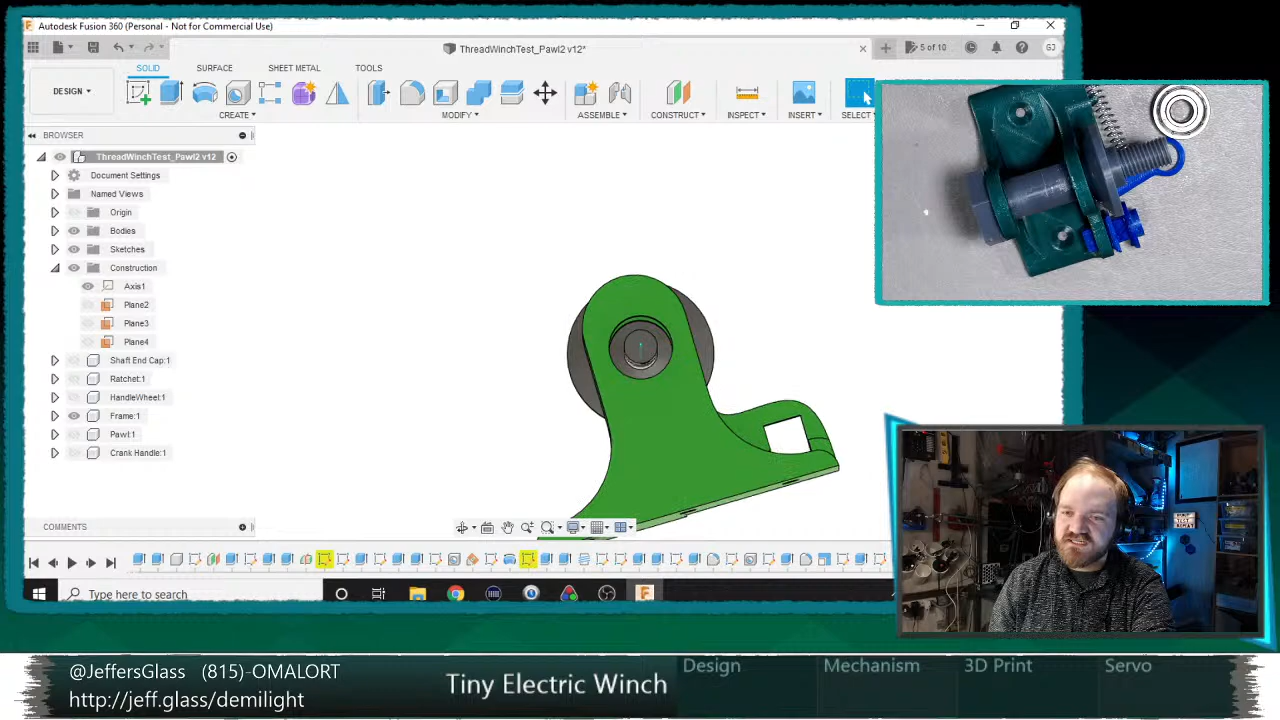 Autodesk Fusion 360 (Personal - Not for Commercial Use)
ThreadWinchTest_Pawl2 v12*
5 of 10
GJ
SOLID
SURFACE
SHEET METAL
TOOLS
DESIGN
CREATE
MODIFY
ASSEMBLE
CONSTRUCT
INSPECT
INSERT
SELECT
BROWSER
ThreadWinchTest_Pawl2 v12
Document Settings
Named Views
Origin
Bodies
Sketches
Construction
Axis1
Plane2
Plane3
Plane4
Shaft End Cap:1
Ratchet:1
HandleWheel:1
Frame:1
Pawl:1
Crank Handle:1
COMMENTS
Type here to search
@JeffersGlass (815)-OMALORT
http://jeff.glass/demilight
Tiny Electric Winch
Design
Mechanism
3D Print
Servo